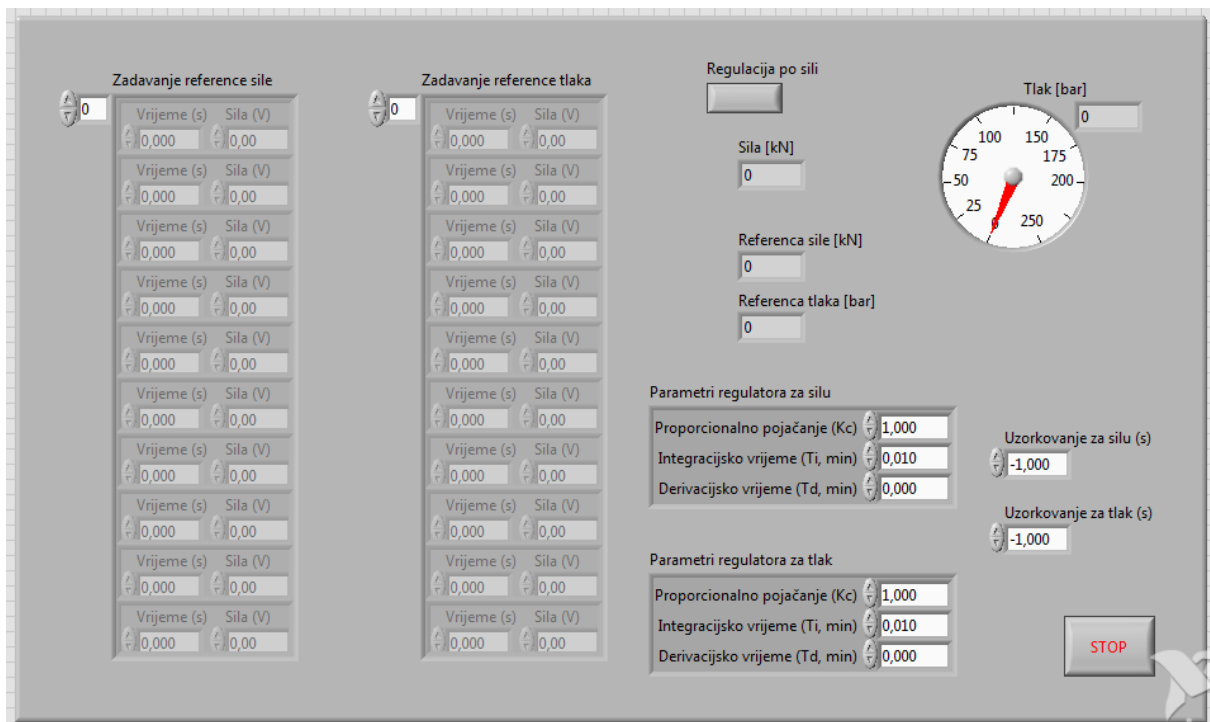 Zadavanje reference sile
0
Vrijeme (s) Sila (V)
0,000 0,00
Vrijeme (s) Sila (V)
0,000 0,00
Vrijeme (s) Sila (V)
0,000 0,00
Vrijeme (s) Sila (V)
0,000 0,00
Vrijeme (s) Sila (V)
0,000 0,00
Vrijeme (s) Sila (V)
0,000 0,00
Vrijeme (s) Sila (V)
0,000 0,00
Vrijeme (s) Sila (V)
0,000 0,00
Vrijeme (s) Sila (V)
0,000 0,00
Vrijeme (s) Sila (V)
0,000 0,00
Zadavanje reference tlaka
0
Vrijeme (s) Sila (V)
0,000 0,00
Vrijeme (s) Sila (V)
0,000 0,00
Vrijeme (s) Sila (V)
0,000 0,00
Vrijeme (s) Sila (V)
0,000 0,00
Vrijeme (s) Sila (V)
0,000 0,00
Vrijeme (s) Sila (V)
0,000 0,00
Vrijeme (s) Sila (V)
0,000 0,00
Vrijeme (s) Sila (V)
0,000 0,00
Vrijeme (s) Sila (V)
0,000 0,00
Vrijeme (s) Sila (V)
0,000 0,00
Regulacija po sili
Sila [kN]
0
Referenca sile [kN]
0
Referenca tlaka [bar]
0
Tlak [bar]
0
100 150
75 175
50 200
25
0 250
Parametri regulatora za silu
Proporcionalno pojačanje (Kc) 1,000
Integracijsko vrijeme (Ti, min) 0,010
Derivacijsko vrijeme (Td, min) 0,000
Uzorkovanje za silu (s)
-1,000
Uzorkovanje za tlak (s)
-1,000
Parametri regulatora za tlak
Proporcionalno pojačanje (Kc) 1,000
Integracijsko vrijeme (Ti, min) 0,010
Derivacijsko vrijeme (Td, min) 0,000
STOP